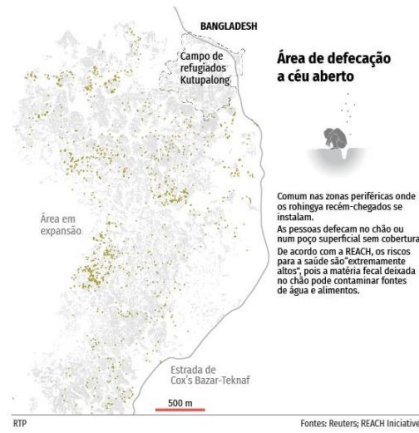 BANGLADESH
Campo de
refugiados
Kutupalong
Área em
expansão
Estrada de
Cox's Bazar-Teknaf
500 m
Área de defecação
a céu aberto
Comum nas zonas periféricas onde
os rohingya recém-chegados se
instalam.
As pessoas defecam no chão ou
num poço superficial sem cobertura
De acordo com a REACH, os riscos
para a saúde são"extremamente
altos", pois a matéria fecal deixada
no chão pode contaminar fontes
de água e alimentos.
RTP
Fontes: Reuters; REACH Initiative